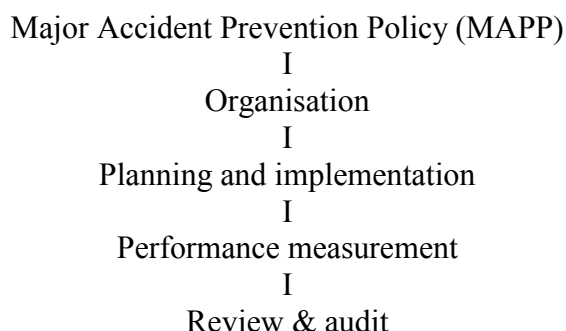 Major Accident Prevention Policy (MAPP)
I
Organisation
I
Planning and implementation
I
Performance measurement
I
Review & audit